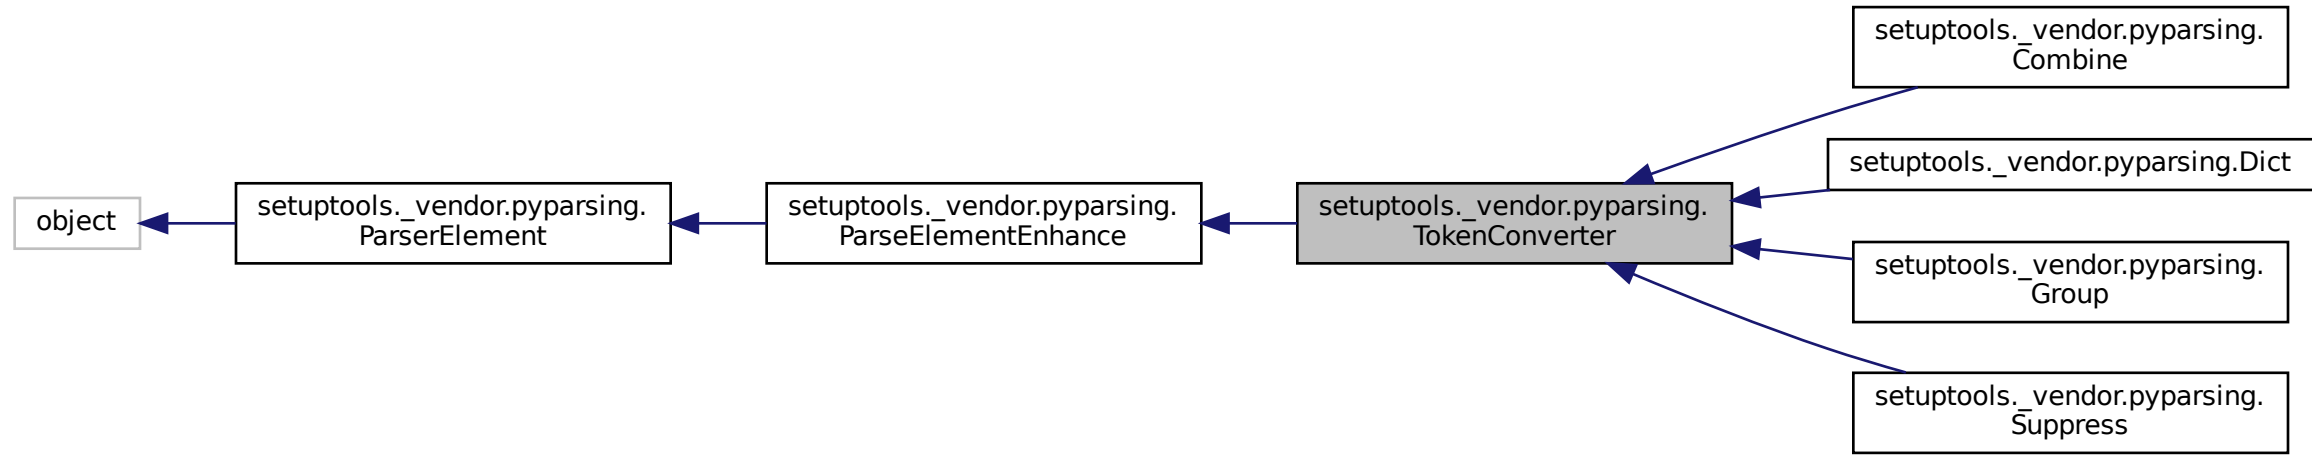 object
setuptools._vendor.pyparsing.
ParserElement
setuptools._vendor.pyparsing.
ParseElementEnhance
setuptools._vendor.pyparsing.
TokenConverter
setuptools._vendor.pyparsing.
Combine
setuptools._vendor.pyparsing.Dict
setuptools._vendor.pyparsing.
Group
setuptools._vendor.pyparsing.
Suppress